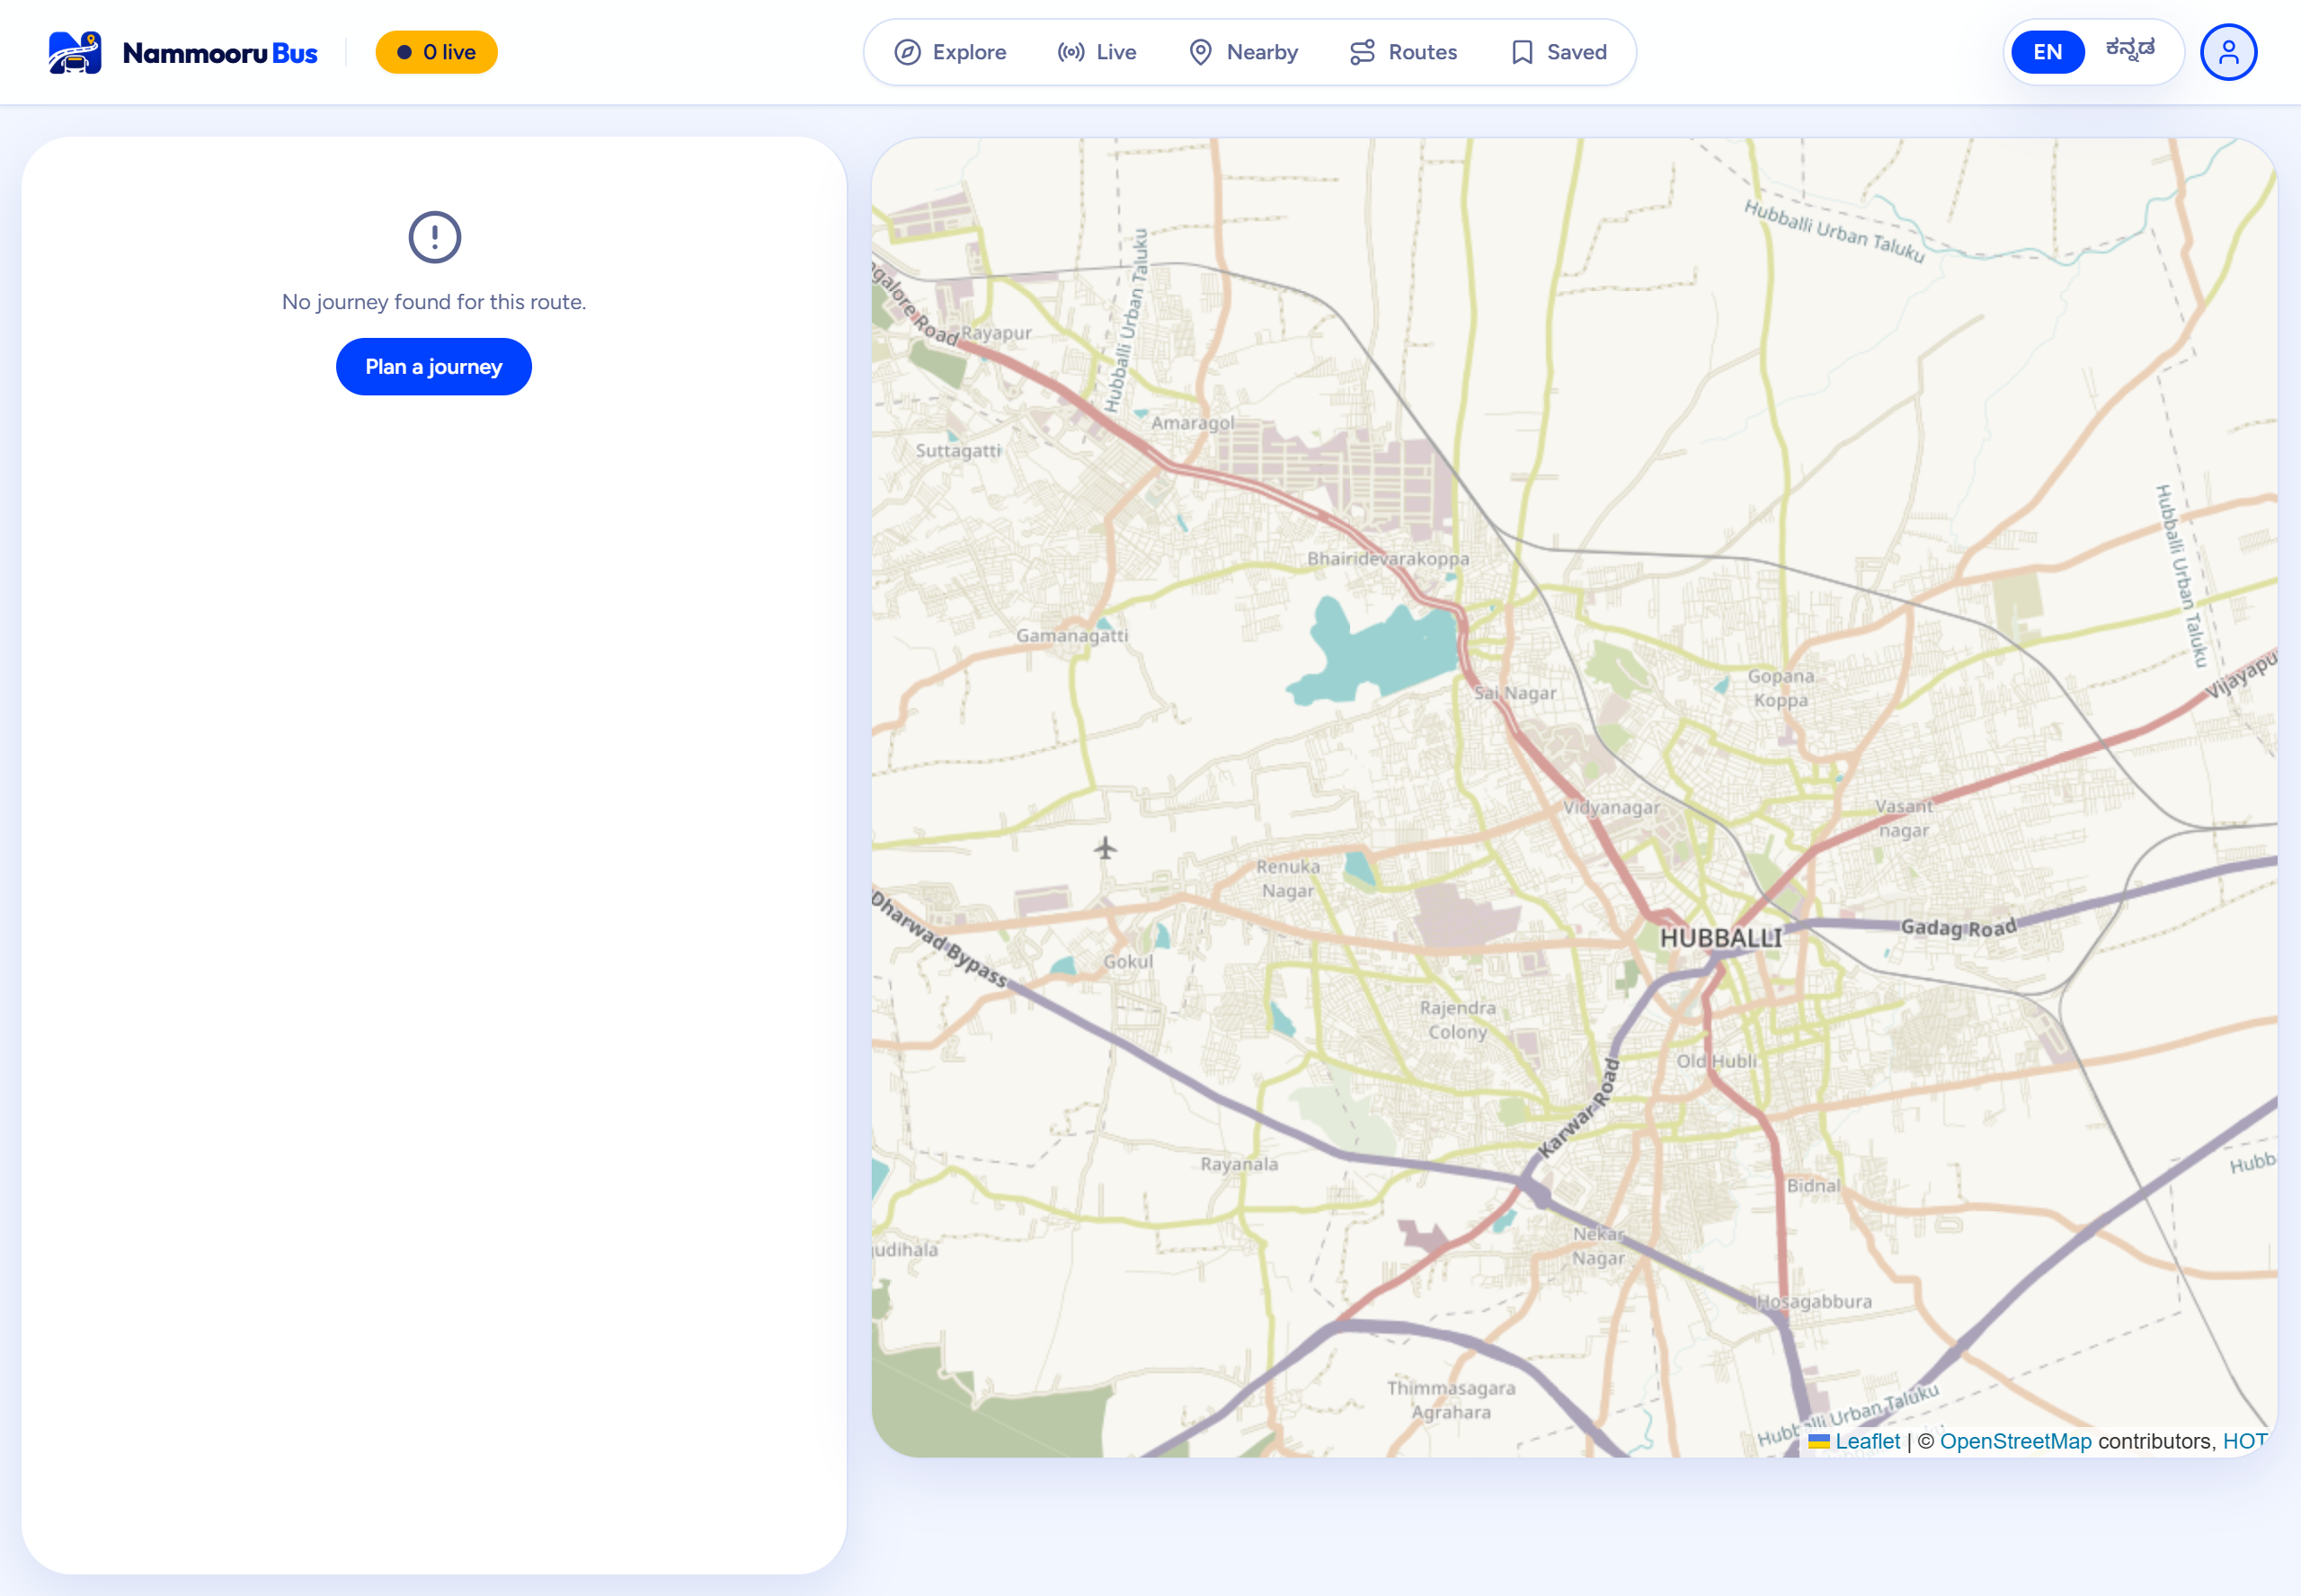 Nammooru Bus
0 live
Explore
Live
Nearby
Routes
Saved
EN
ಕನ್ನಡ
No journey found for this route.
Plan a journey
Hubballi Urban Taluku
Hubballi Urban Taluku
Rayapur
Amaragol
Suttagatti
Bhairidevarakoppa
Hubballi Urban Taluku
Gamanagatti
Sai Nagar
Gopana
Koppa
Vidyanagar
Vasant
nagar
Renuka
Nagar
Dharwad Bypass
HUBBALLI
Gadag Road
Gokul
Rajendra
Colony
Old Hubli
Karwar Road
Rayanala
Bidnal
Nekar
Nagar
Hosagabbura
Thimmasagara
Agrahara
Hubballi Urban Taluku
Leaflet | © OpenStreetMap contributors, HOT